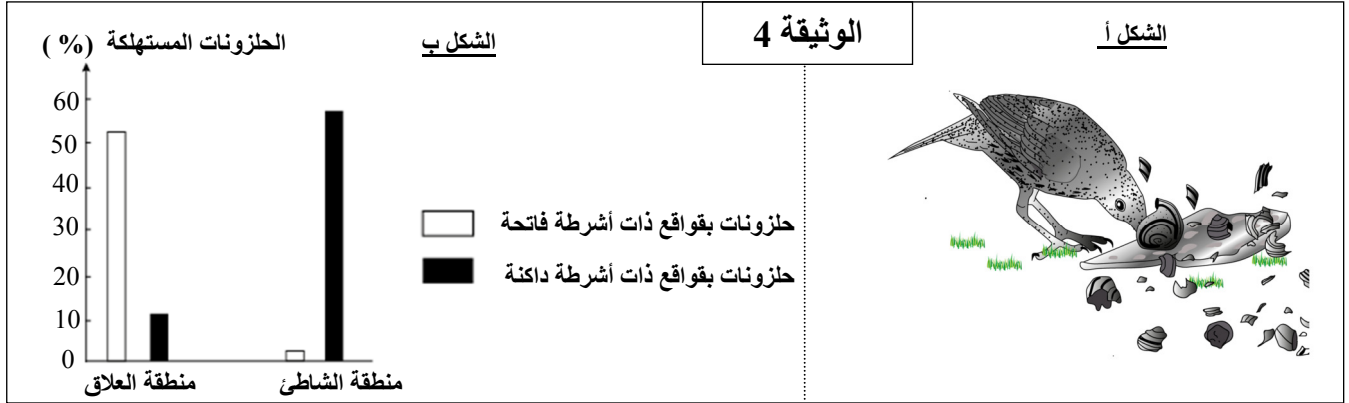 الوثيقة 4
الشكل أ
الشكل ب
الحلزونات المستهلكة (%)
60
50
40
30
20
10
0
منطقة العلاق
منطقة الشاطئ
حلزونات بقواقع ذات أشرطة فاتحة
حلزونات بقواقع ذات أشرطة داكنة